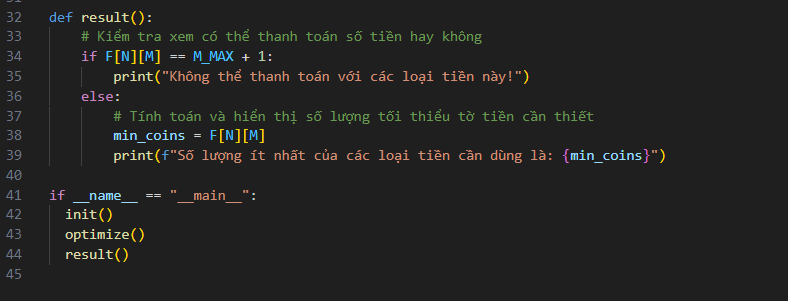 32 def result():
33     # Kiểm tra xem có thể thanh toán số tiền hay không
34     if F[N][M] == M_MAX + 1:
35         print("Không thể thanh toán với các loại tiền này!")
36     else:
37         # Tính toán và hiển thị số lượng tối thiểu tờ tiền cần thiết
38         min_coins = F[N][M]
39         print(f"Số lượng ít nhất của các loại tiền cần dùng là: {min_coins}")
40
41 if __name__ == "__main__":
42   init()
43   optimize()
44   result()
45